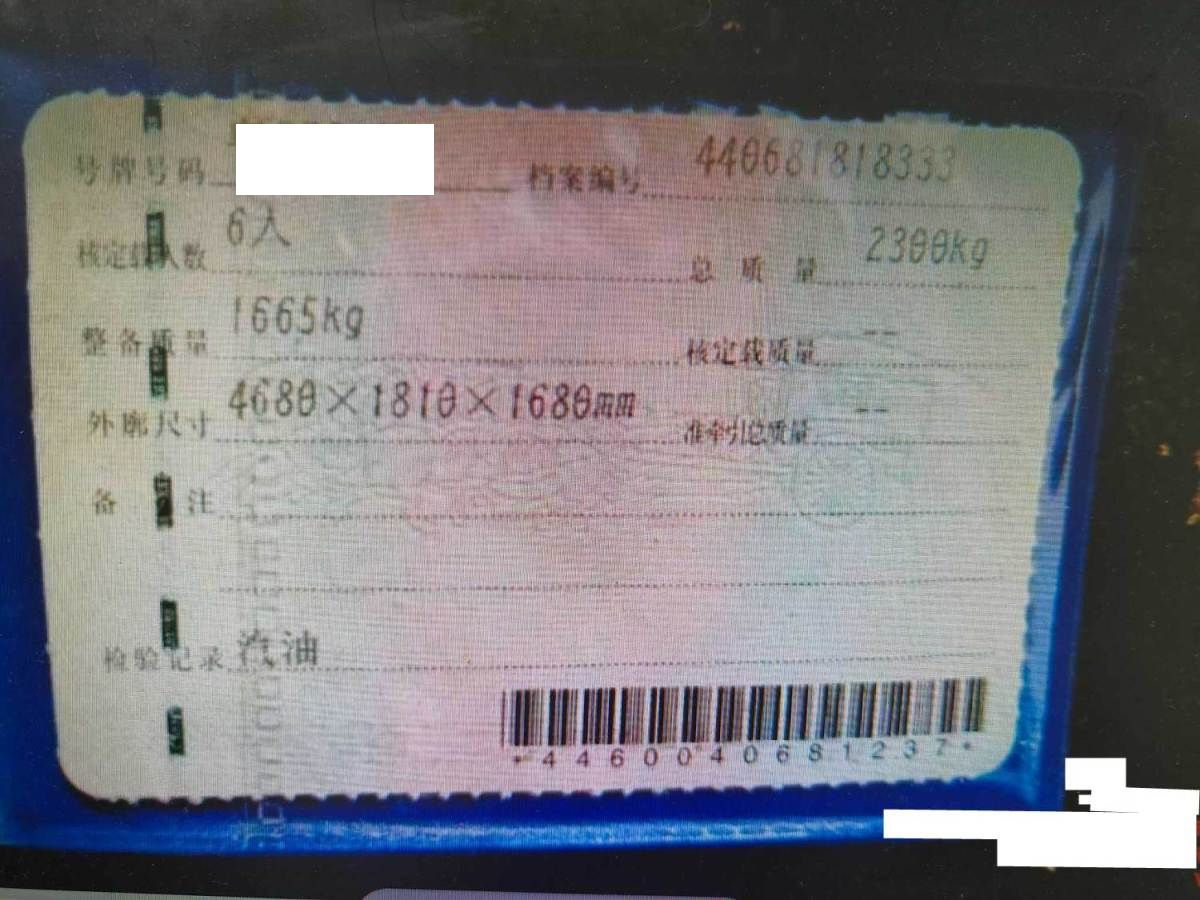 号牌号码 档案编号 440681818333
核定载人数 6人 总质量 2300kg
整备质量 1665kg 核定载质量 --
外廓尺寸 4680×1810×1680mm 准牵引总质量 --
备注
检验记录 汽油
*4460040681237*